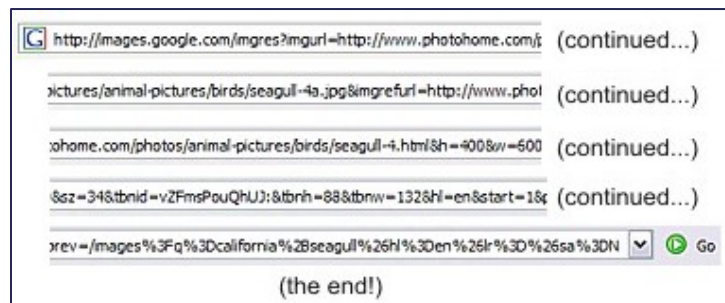 G http://images.google.com/imgres?imgurl=http://www.photohome.com/p (continued...)
pictures/animal-pictures/birds/seagull-4a.jpg&imgrefurl=http://www.phot (continued...)
ohome.com/photos/animal-pictures/birds/seagull-4.html&h=400&w=600 (continued...)
&sz=34&tbnid=vZFmsPouQhUJ:&tbnh=88&tbnw=132&hl=en&start=1&p (continued...)
prev=/images%3Fq%3Dcalifornia%2Bseagull%26hl%3Den%26lr%3D%26sa%3DN Go
(the end!)